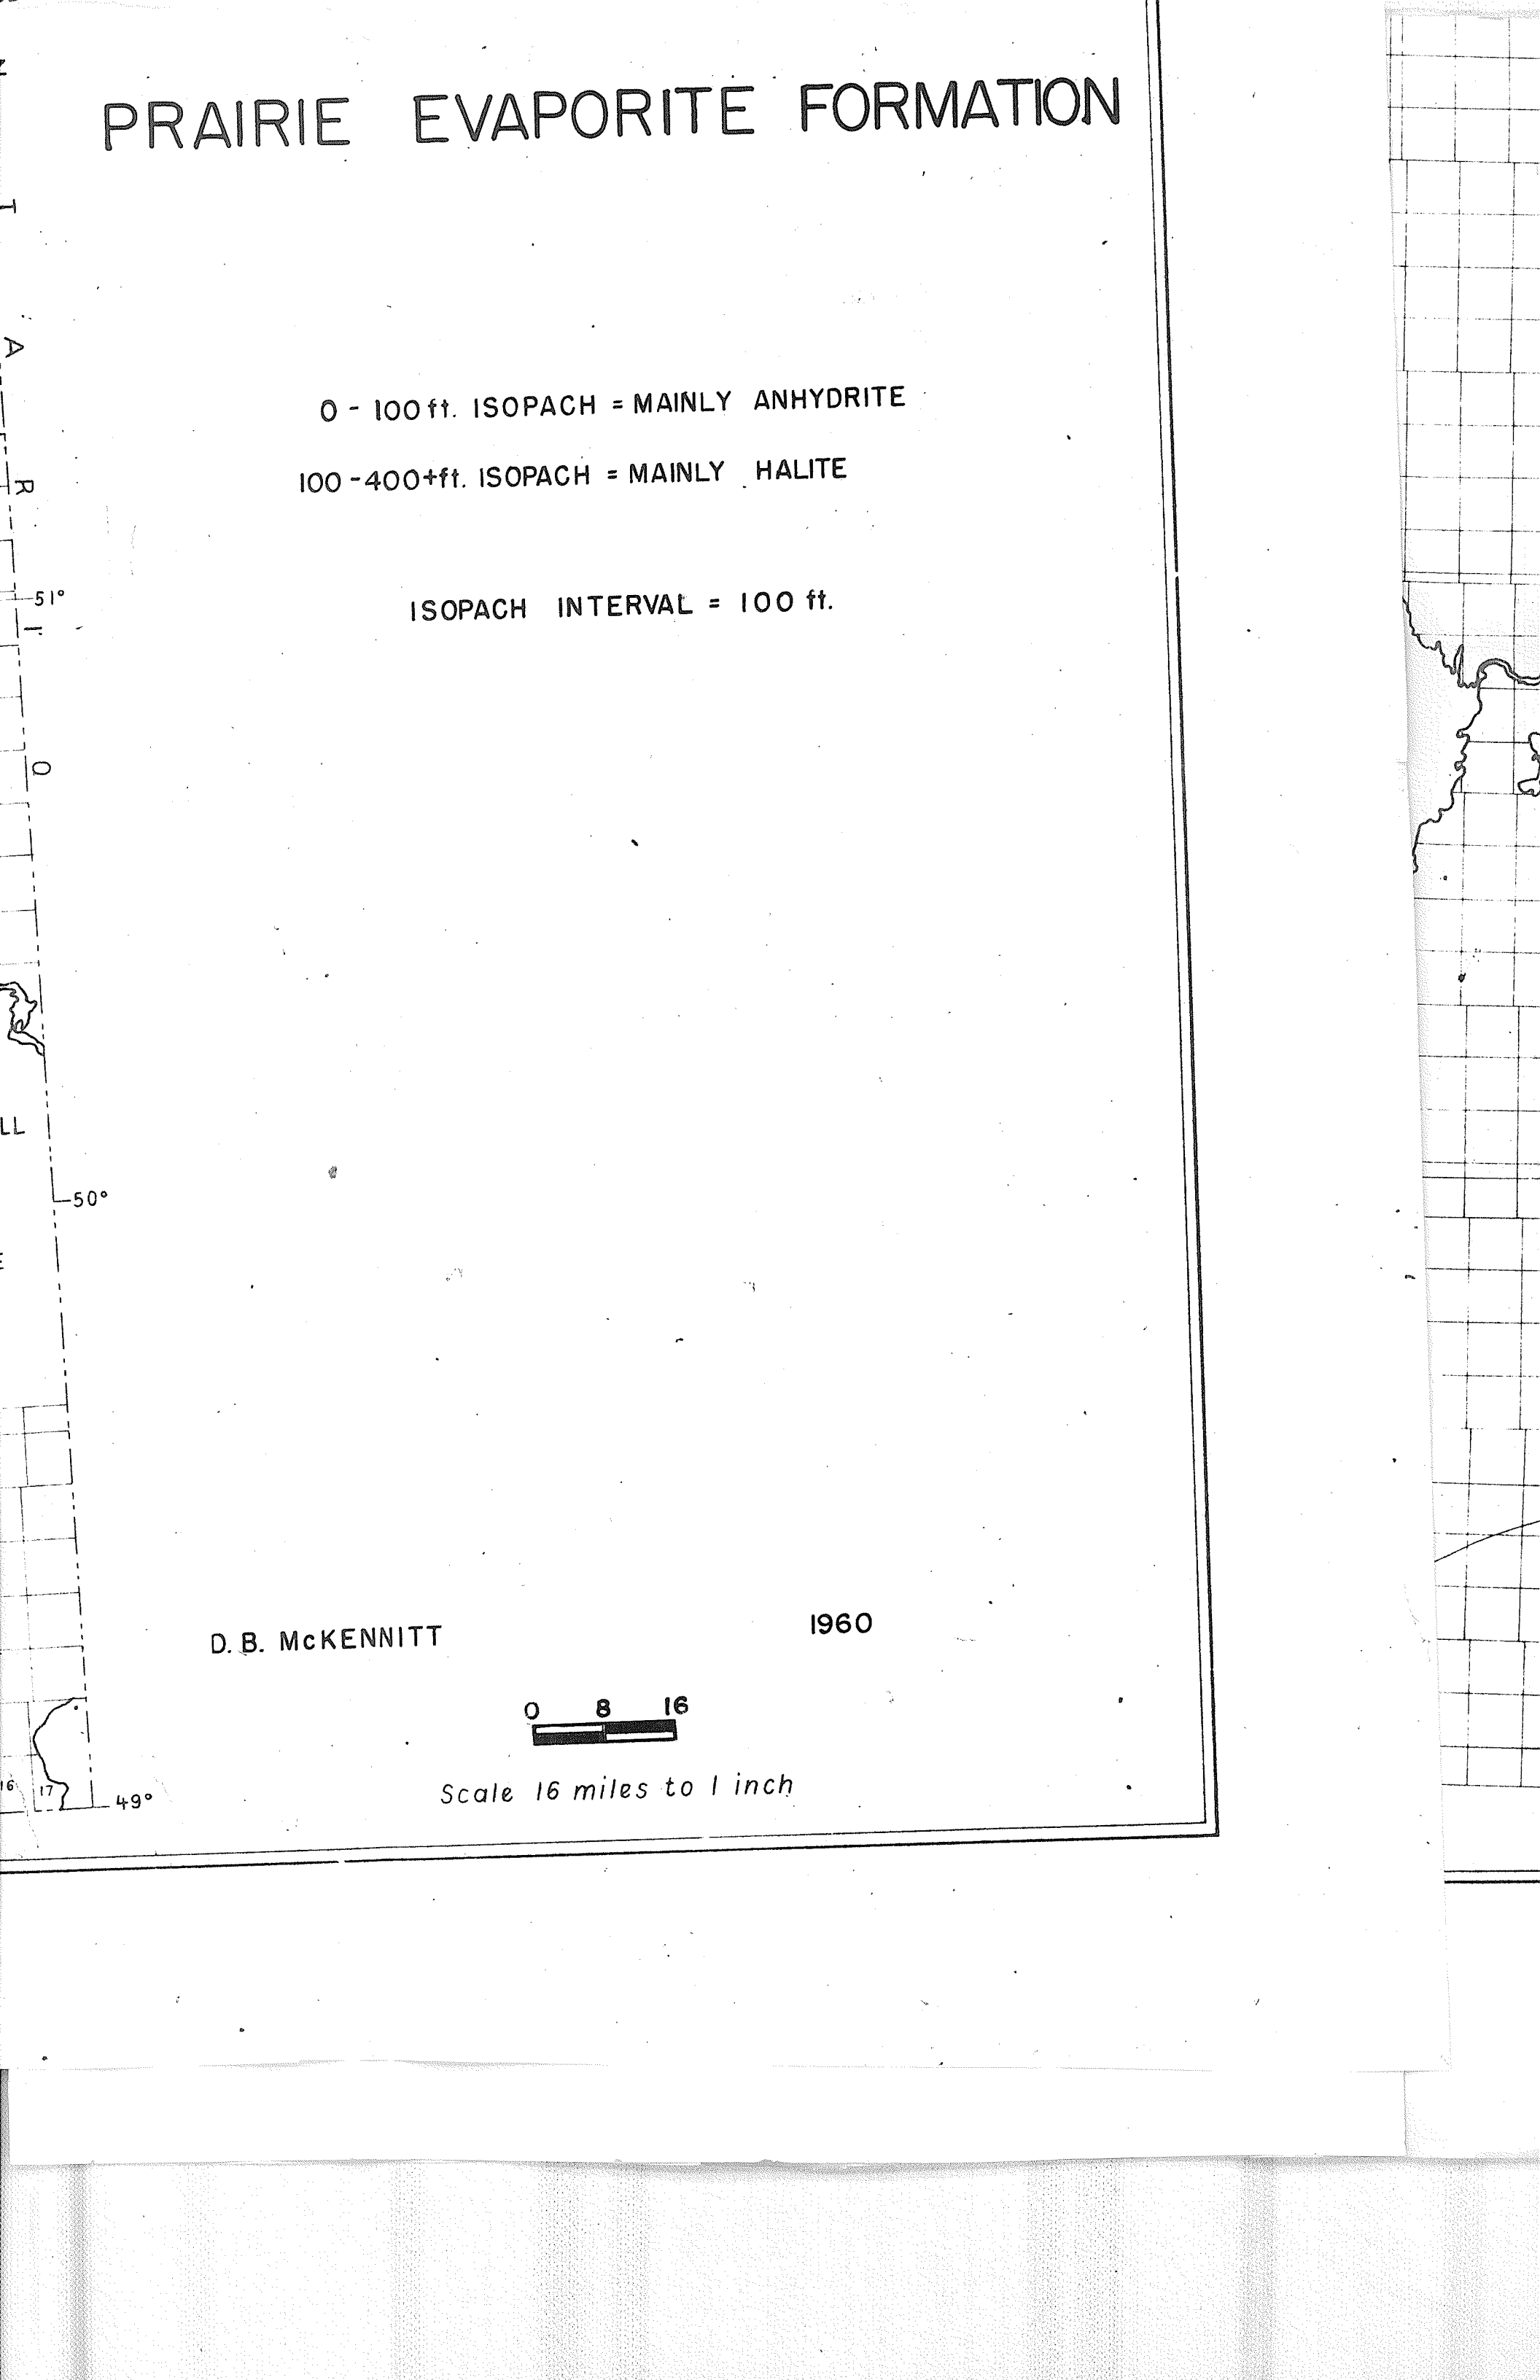 PRAIRIE EVAPORITE FORMATION
0 - 100 ft. ISOPACH = MAINLY ANHYDRITE
100 - 400+ft. ISOPACH = MAINLY HALITE
51°
ISOPACH INTERVAL = 100 ft.
LL
50°
D. B. McKENNITT
1960
0 8 16
Scale 16 miles to 1 inch
16 17
49°